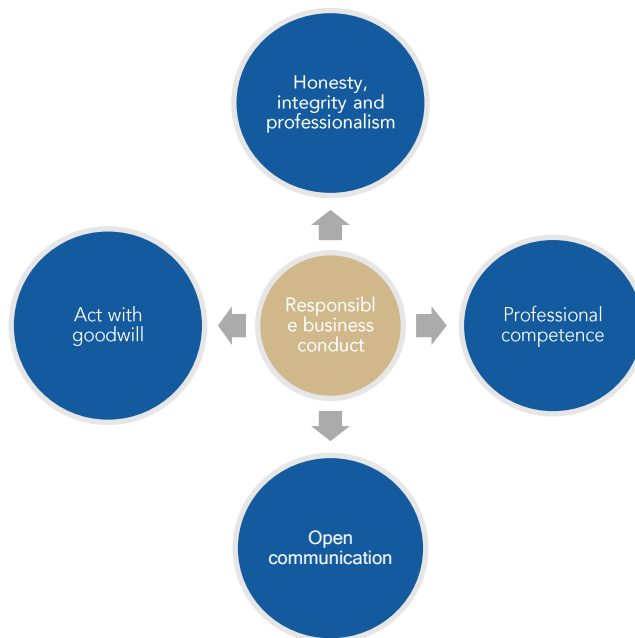 Honesty,
integrity and
professionalism
Act with
goodwill
Responsibl
e business
conduct
Professional
competence
Open
communication